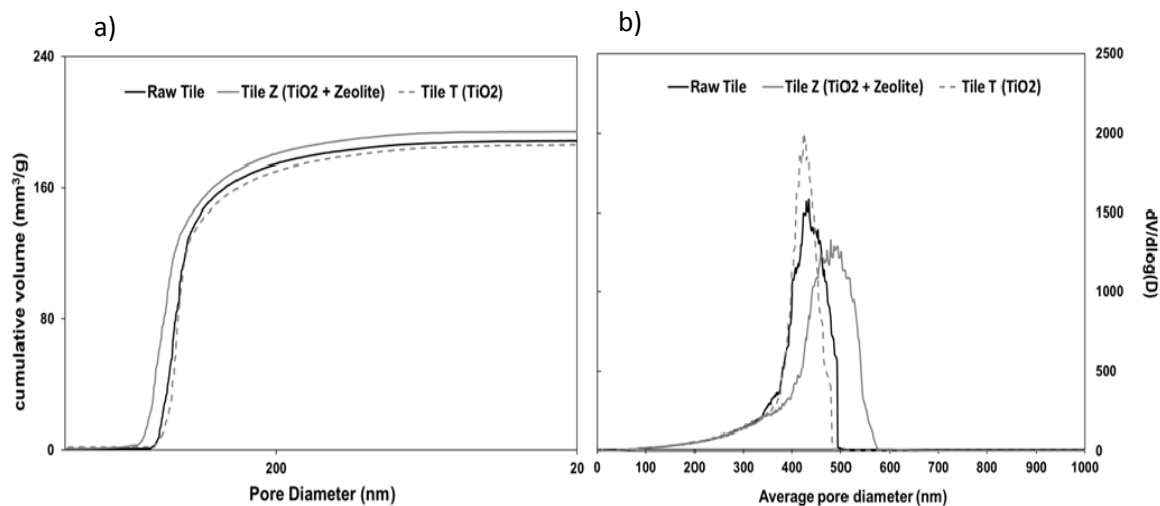 a)
240
160
80
0
cumulative volume (mm³/g)
Raw Tile
Tile Z (TiO2 + Zeolite)
Tile T (TiO2)
200
20
Pore Diameter (nm)
b)
2500
2000
1500
1000
500
0
dV/dlog(D)
Raw Tile
Tile Z (TiO2 + Zeolite)
Tile T (TiO2)
0 100 200 300 400 500 600 700 800 900 1000
Average pore diameter (nm)